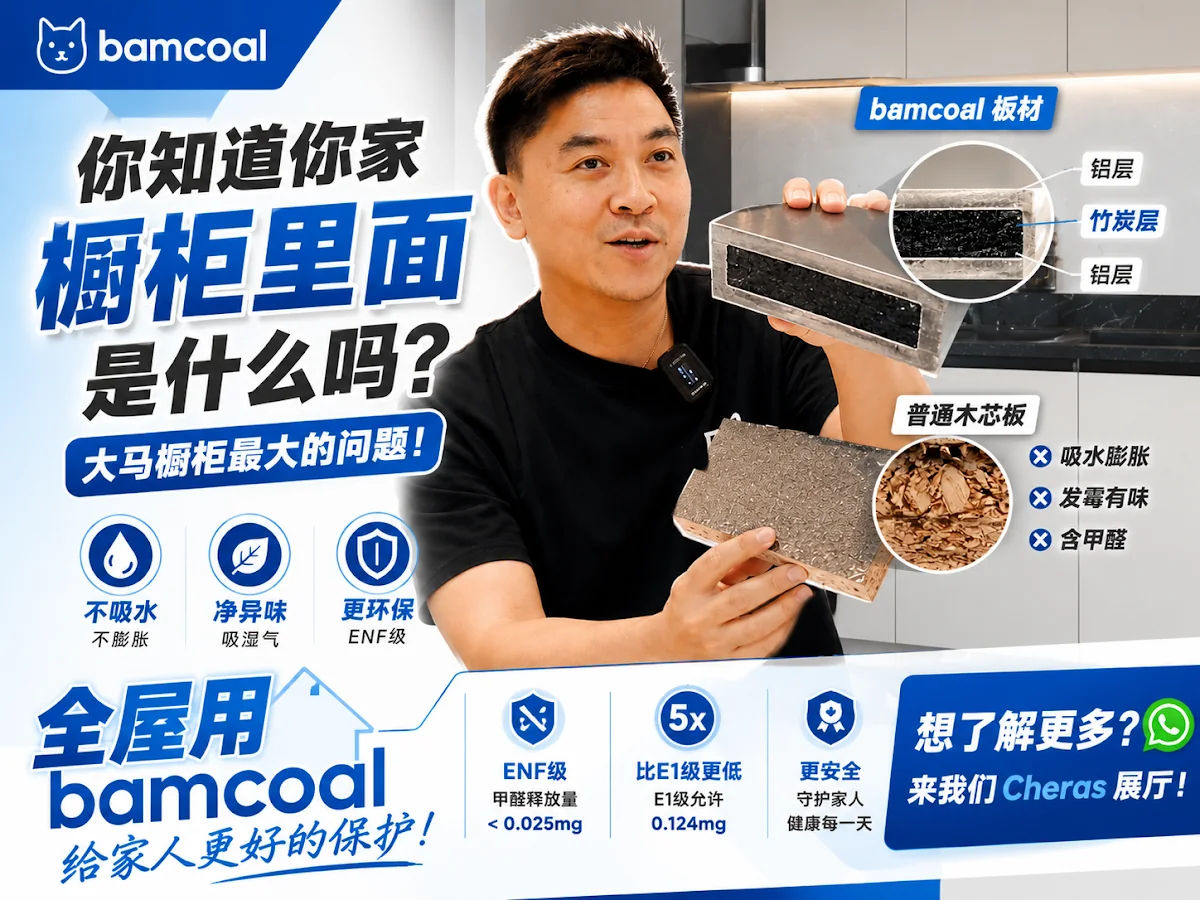 bamcoal
你知道你家
橱柜里面
是什么吗?
大马橱柜最大的问题!
不吸水
不膨胀
净异味
吸湿气
更环保
ENF级
bamcoal 板材
铝层
竹炭层
铝层
普通木芯板
吸水膨胀
发霉有味
含甲醛
全屋用
bamcoal
给家人更好的保护!
ENF级
甲醛释放量
< 0.025mg
5x
比E1级更低
E1级允许
0.124mg
更安全
守护家人
健康每一天
想了解更多?
来我们 Cheras 展厅!